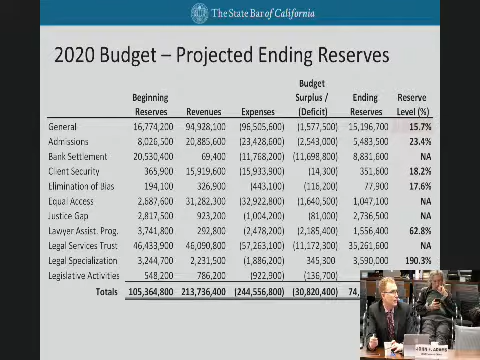 The State Bar of California
2020 Budget – Projected Ending Reserves
Beginning Reserves Revenues Expenses Budget Surplus / (Deficit) Ending Reserves Reserve Level (%)
General 16,774,200 94,928,100 (96,505,600) (1,577,500) 15,196,700 15.7%
Admissions 8,026,500 20,885,600 (23,428,600) (2,543,000) 5,483,500 23.4%
Bank Settlement 20,530,400 69,400 (11,768,200) (11,698,800) 8,831,600 NA
Client Security 365,900 15,919,600 (15,933,900) (14,300) 351,600 18.2%
Elimination of Bias 194,100 326,900 (443,100) (116,200) 77,900 17.6%
Equal Access 2,687,600 31,282,300 (32,922,800) (1,640,500) 1,047,100 NA
Justice Gap 2,817,500 923,200 (1,004,200) (81,000) 2,736,500 NA
Lawyer Assist. Prog. 3,741,800 292,800 (2,478,200) (2,185,400) 1,556,400 62.8%
Legal Services Trust 46,433,900 46,090,800 (57,263,100) (11,172,300) 35,261,600 NA
Legal Specialization 3,244,700 2,231,500 (1,886,200) 345,300 3,590,000 190.3%
Legislative Activities 548,200 786,200 (922,900) (136,700)
Totals 105,364,800 213,736,400 (244,556,800) (30,820,400) 74,
JOHN F. ADAMS